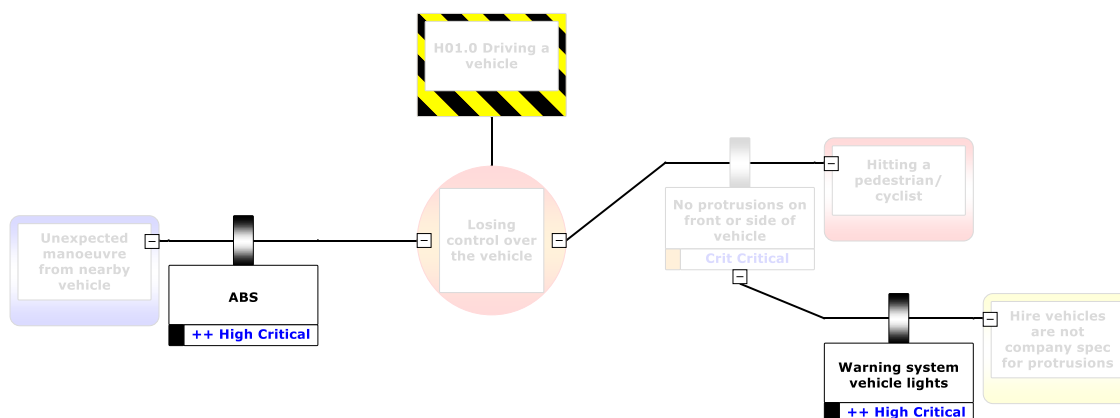 H01.0 Driving a
vehicle
Unexpected
manoeuvre
from nearby
vehicle
ABS
++ High Critical
Losing
control over
the vehicle
No protrusions on
front or side of
vehicle
Crit Critical
Hitting a
pedestrian/
cyclist
Warning system
vehicle lights
++ High Critical
Hire vehicles
are not
company spec
for protrusions